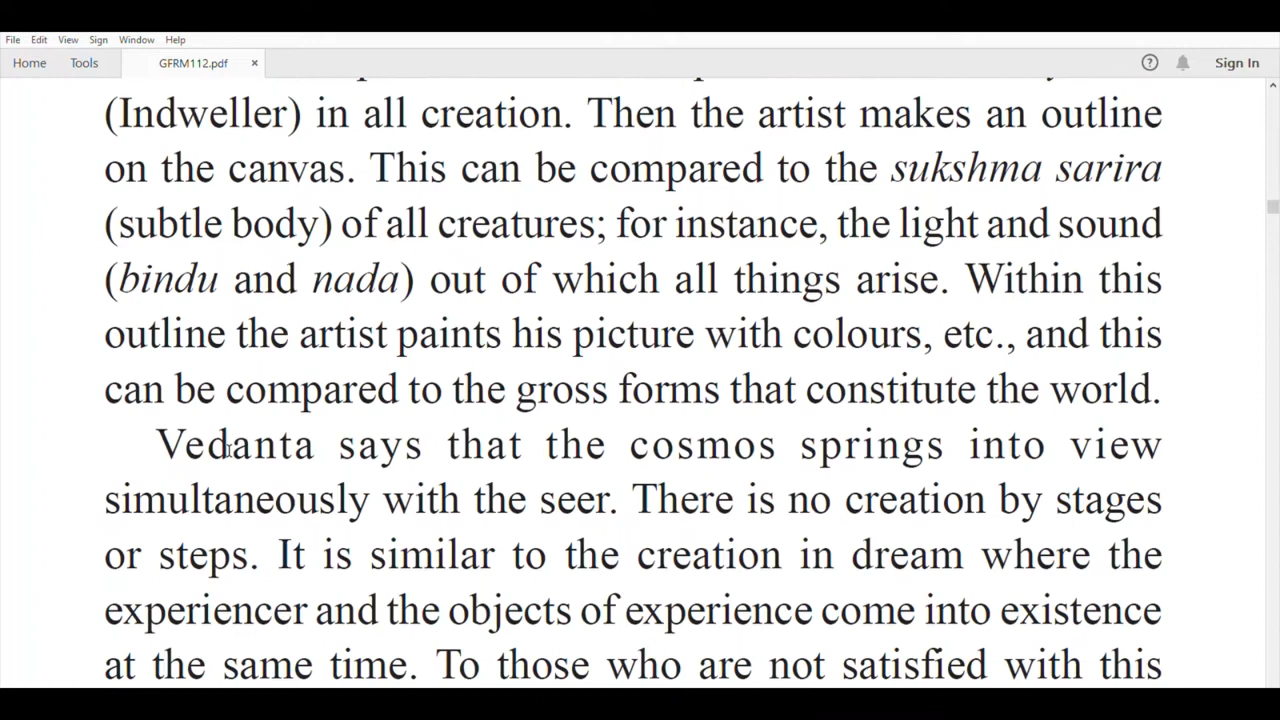 File Edit View Sign Window Help
Home Tools GFRM112.pdf × Sign In
(Indweller) in all creation. Then the artist makes an outline
on the canvas. This can be compared to the sukshma sarira
(subtle body) of all creatures; for instance, the light and sound
(bindu and nada) out of which all things arise. Within this
outline the artist paints his picture with colours, etc., and this
can be compared to the gross forms that constitute the world.
Vedanta says that the cosmos springs into view
simultaneously with the seer. There is no creation by stages
or steps. It is similar to the creation in dream where the
experiencer and the objects of experience come into existence
at the same time. To those who are not satisfied with this